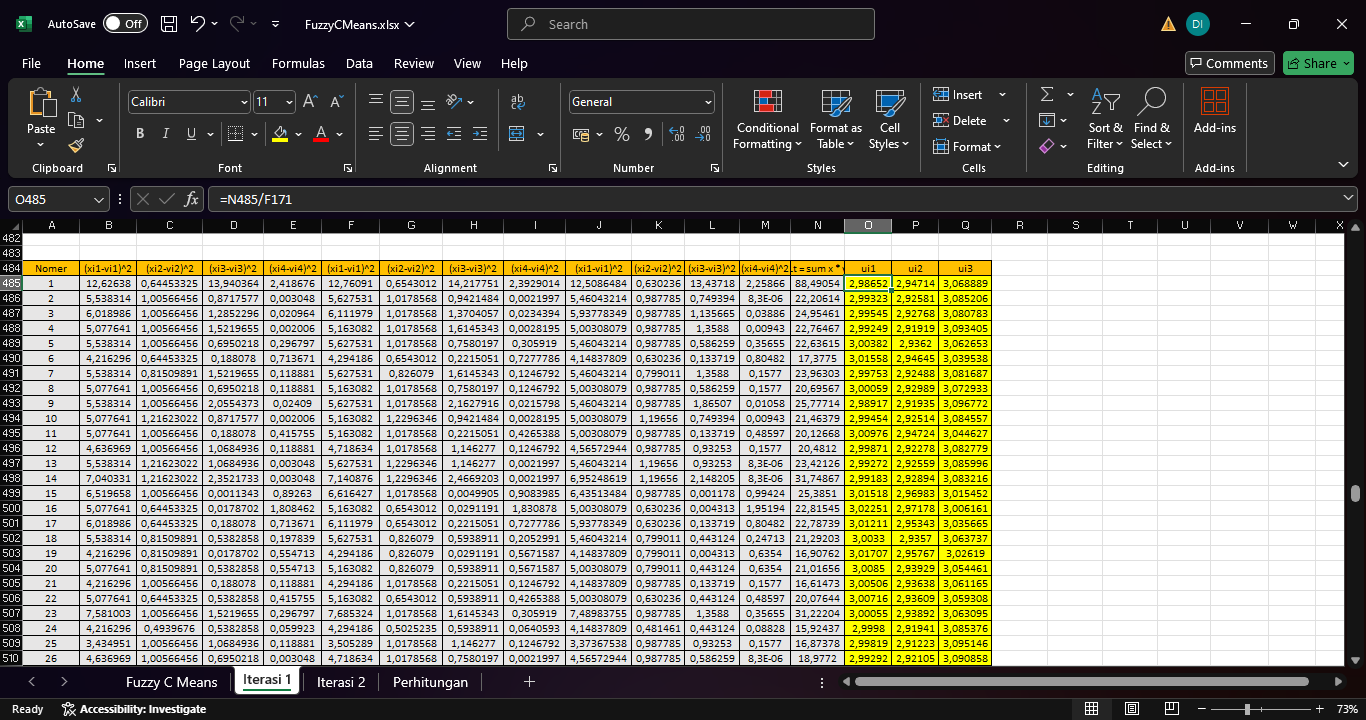 AutoSave Off FuzzyCMeans.xlsx Search DI
File Home Insert Page Layout Formulas Data Review View Help Comments Share
Paste Calibri 11 B I U A General Conditional Formatting Format as Table Cell Styles Insert Delete Format Sort & Filter Find & Select Add-ins
Clipboard Font Alignment Number Styles Cells Editing Add-ins
O485 fx =N485/F171
A B C D E F G H I J K L M N O P Q R S T U V W X
482
483
484 Nomer (xi1-vi1)^2 (xi2-vi2)^2 (xi3-vi3)^2 (xi4-vi4)^2 (xi1-vi1)^2 (xi2-vi2)^2 (xi3-vi3)^2 (xi4-vi4)^2 (xi1-vi1)^2 (xi2-vi2)^2 (xi3-vi3)^2 (xi4-vi4)^2 .t = sum x * ui1 ui2 ui3
485 1 12,62638 0,64453325 13,940364 2,418676 12,76091 0,6543012 14,217751 2,3929014 12,5086484 0,630236 13,43718 2,25866 88,49054 2,98652 2,94714 3,068889
486 2 5,538314 1,00566456 0,8717577 0,003048 5,627531 1,0178568 0,9421484 0,0021997 5,46043214 0,987785 0,749394 8,3E-06 22,20614 2,99323 2,92581 3,085206
487 3 6,018986 1,00566456 1,2852296 0,020964 6,111979 1,0178568 1,3704057 0,0234394 5,93778349 0,987785 1,135665 0,03886 24,95461 2,99545 2,92768 3,080783
488 4 5,077641 1,00566456 1,5219655 0,002006 5,163082 1,0178568 1,6145343 0,0028195 5,00308079 0,987785 1,3588 0,00943 22,76467 2,99249 2,91919 3,093405
489 5 5,538314 1,00566456 0,6950218 0,296797 5,627531 1,0178568 0,7580197 0,305919 5,46043214 0,987785 0,586259 0,35655 22,63615 3,00382 2,9362 3,062653
490 6 4,216296 0,64453325 0,188078 0,713671 4,294186 0,6543012 0,2215051 0,7277786 4,14837809 0,630236 0,133719 0,80482 17,3775 3,01558 2,94645 3,039538
491 7 5,538314 0,81509891 1,5219655 0,118881 5,627531 0,826079 1,6145343 0,1246792 5,46043214 0,799011 1,3588 0,1577 23,96303 2,99753 2,92488 3,081687
492 8 5,077641 1,00566456 0,6950218 0,118881 5,163082 1,0178568 0,7580197 0,1246792 5,00308079 0,987785 0,586259 0,1577 20,69567 3,00059 2,92989 3,072933
493 9 5,538314 1,00566456 2,0554373 0,02409 5,627531 1,0178568 2,1627916 0,0215798 5,46043214 0,987785 1,86507 0,01058 25,77714 2,98917 2,91935 3,096772
494 10 5,077641 1,21623022 0,8717577 0,002006 5,163082 1,2296346 0,9421484 0,0028195 5,00308079 1,19656 0,749394 0,00943 21,46379 2,99454 2,92514 3,084557
495 11 5,077641 1,00566456 0,188078 0,415755 5,163082 1,0178568 0,2215051 0,4265388 5,00308079 0,987785 0,133719 0,48597 20,12668 3,00976 2,94724 3,044627
496 12 4,636969 1,00566456 1,0684936 0,118881 4,718634 1,0178568 1,146277 0,1246792 4,56572944 0,987785 0,93253 0,1577 20,4812 2,99871 2,92278 3,082779
497 13 5,538314 1,21623022 1,0684936 0,003048 5,627531 1,2296346 1,146277 0,0021997 5,46043214 1,19656 0,93253 8,3E-06 23,42126 2,99272 2,92559 3,085996
498 14 7,040331 1,21623022 2,3521733 0,003048 7,140876 1,2296346 2,4669203 0,0021997 6,95248619 1,19656 2,148205 8,3E-06 31,74867 2,99183 2,92894 3,083216
499 15 6,519658 1,00566456 0,0011343 0,89263 6,616427 1,0178568 0,0049905 0,9083985 6,43513484 0,987785 0,001178 0,99424 25,3851 3,01518 2,96983 3,015452
500 16 5,077641 0,64453325 0,0178702 1,808462 5,163082 0,6543012 0,0291191 1,830878 5,00308079 0,630236 0,004313 1,95194 22,81545 3,02251 2,97178 3,006161
501 17 6,018986 1,00566456 0,188078 0,713671 6,111979 1,0178568 0,2215051 0,7277786 5,93778349 0,987785 0,133719 0,80482 22,78739 3,01211 2,95343 3,035665
502 18 5,538314 0,81509891 0,5382858 0,197839 5,627531 0,826079 0,5938911 0,2052991 5,46043214 0,799011 0,443124 0,24713 21,29203 3,0033 2,9357 3,063737
503 19 4,216296 0,81509891 0,0178702 0,554713 4,294186 0,826079 0,0291191 0,5671587 4,14837809 0,799011 0,004313 0,6354 16,90762 3,01707 2,95767 3,02619
504 20 5,077641 0,81509891 0,5382858 0,554713 5,163082 0,826079 0,5938911 0,5671587 5,00308079 0,799011 0,443124 0,6354 21,01656 3,0085 2,93929 3,054461
505 21 4,216296 1,00566456 0,188078 0,118881 4,294186 1,0178568 0,2215051 0,1246792 4,14837809 0,987785 0,133719 0,1577 16,61473 3,00506 2,93638 3,061165
506 22 5,077641 0,64453325 0,5382858 0,415755 5,163082 0,6543012 0,5938911 0,4265388 5,00308079 0,630236 0,443124 0,48597 20,07644 3,00716 2,93609 3,059308
507 23 7,581003 1,00566456 1,5219655 0,296797 7,685324 1,0178568 1,6145343 0,305919 7,48983755 0,987785 1,3588 0,35655 31,22204 3,00055 2,93892 3,063095
508 24 4,216296 0,4939676 0,5382858 0,059923 4,294186 0,5025235 0,5938911 0,0640593 4,14837809 0,481461 0,443124 0,08828 15,92437 2,9998 2,91941 3,085376
509 25 3,434951 1,00566456 1,0684936 0,118881 3,505289 1,0178568 1,146277 0,1246792 3,37367538 0,987785 0,93253 0,1577 16,87378 2,99819 2,91223 3,095146
510 26 4,636969 1,00566456 0,6950218 0,003048 4,718634 1,0178568 0,7580197 0,0021997 4,56572944 0,987785 0,586259 8,3E-06 18,9772 2,99292 2,92105 3,090858
Fuzzy C Means Iterasi 1 Iterasi 2 Perhitungan
Ready Accessibility: Investigate 73%